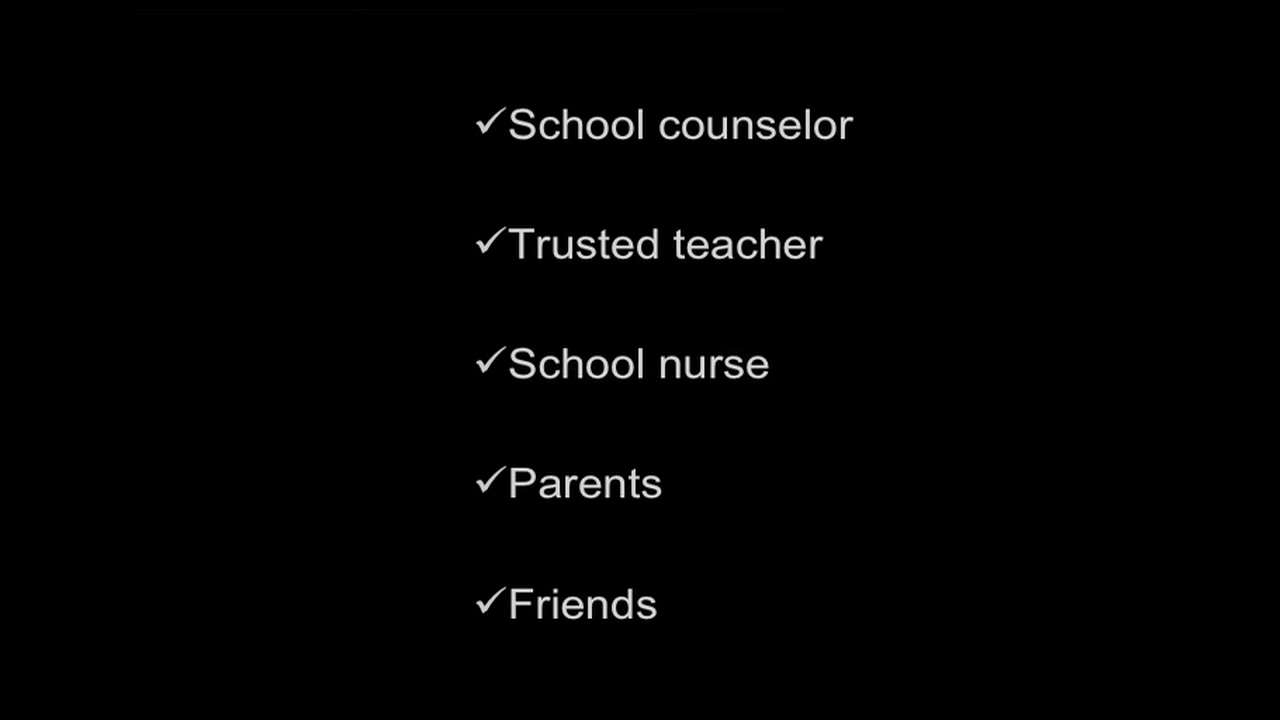 ✓School counselor
✓Trusted teacher
✓School nurse
✓Parents
✓Friends